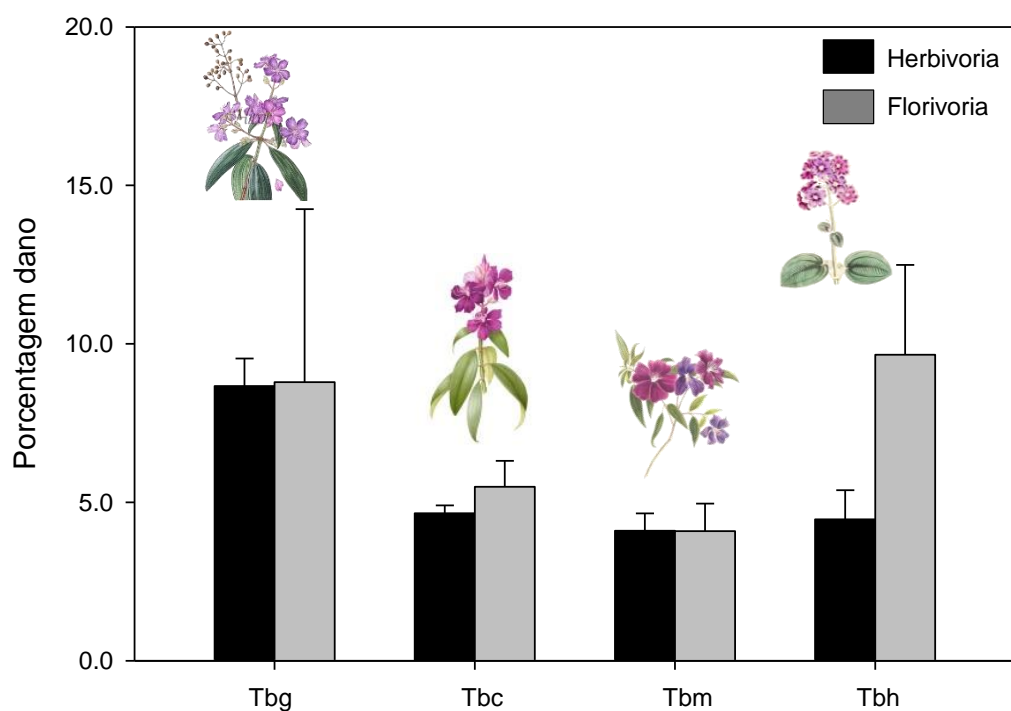 20.0
15.0
10.0
5.0
0.0
Porcentagem dano
Herbivoria
Florivoria
Tbg
Tbc
Tbm
Tbh